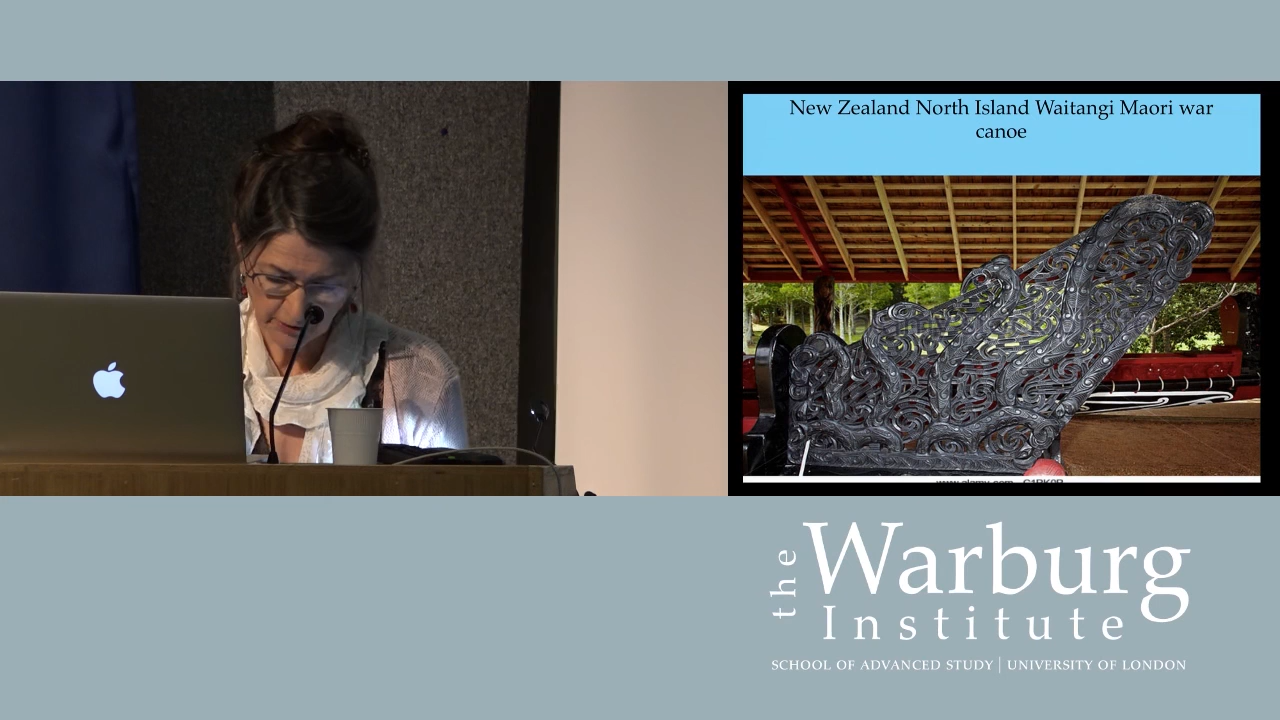 New Zealand North Island Waitangi Maori war
canoe
the Warburg
Institute
SCHOOL OF ADVANCED STUDY | UNIVERSITY OF LONDON